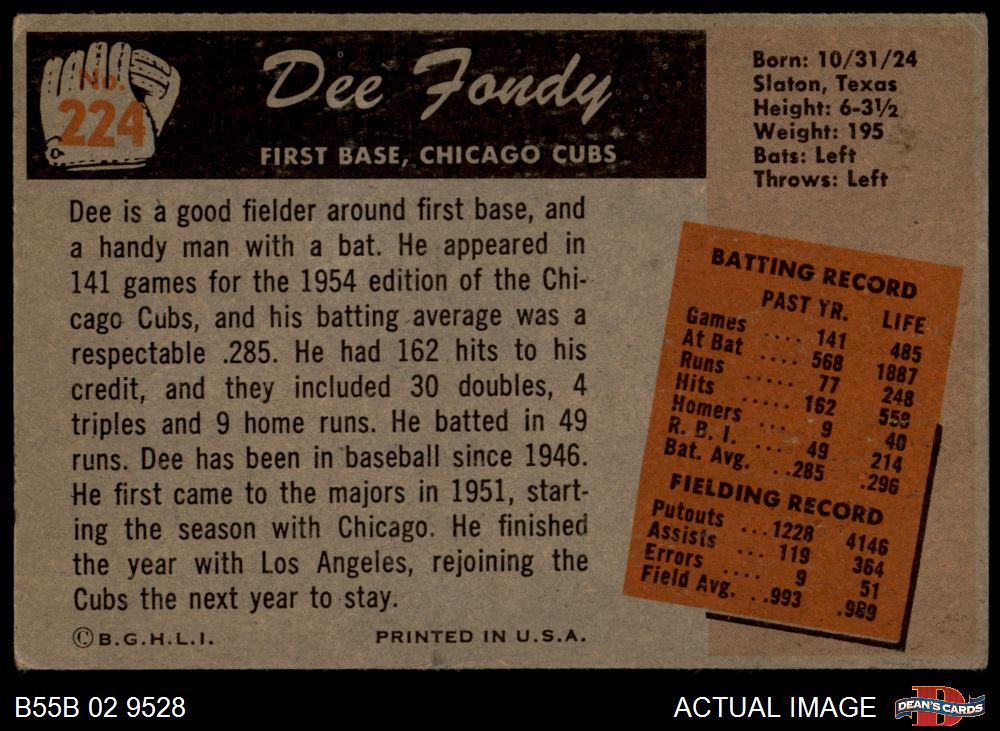 No.
224
Dee Fondy
FIRST BASE, CHICAGO CUBS
Born: 10/31/24
Slaton, Texas
Height: 6-3½
Weight: 195
Bats: Left
Throws: Left
Dee is a good fielder around first base, and
a handy man with a bat. He appeared in
141 games for the 1954 edition of the Chi-
cago Cubs, and his batting average was a
respectable .285. He had 162 hits to his
credit, and they included 30 doubles, 4
triples and 9 home runs. He batted in 49
runs. Dee has been in baseball since 1946.
He first came to the majors in 1951, start-
ing the season with Chicago. He finished
the year with Los Angeles, rejoining the
Cubs the next year to stay.
©B.G.H.L.I. PRINTED IN U.S.A.
BATTING RECORD
PAST YR. LIFE
Games .... 141 485
At Bat .... 568 1887
Runs ..... 77 248
Hits ..... 162 559
Homers ... 9 40
R. B. I. .... 49 214
Bat. Avg. ...285 .296
FIELDING RECORD
Putouts ...1228 4146
Assists ... 119 364
Errors .... 9 51
Field Avg. ...993 .989
B55B 02 9528 ACTUAL IMAGE
DEAN'S CARDS